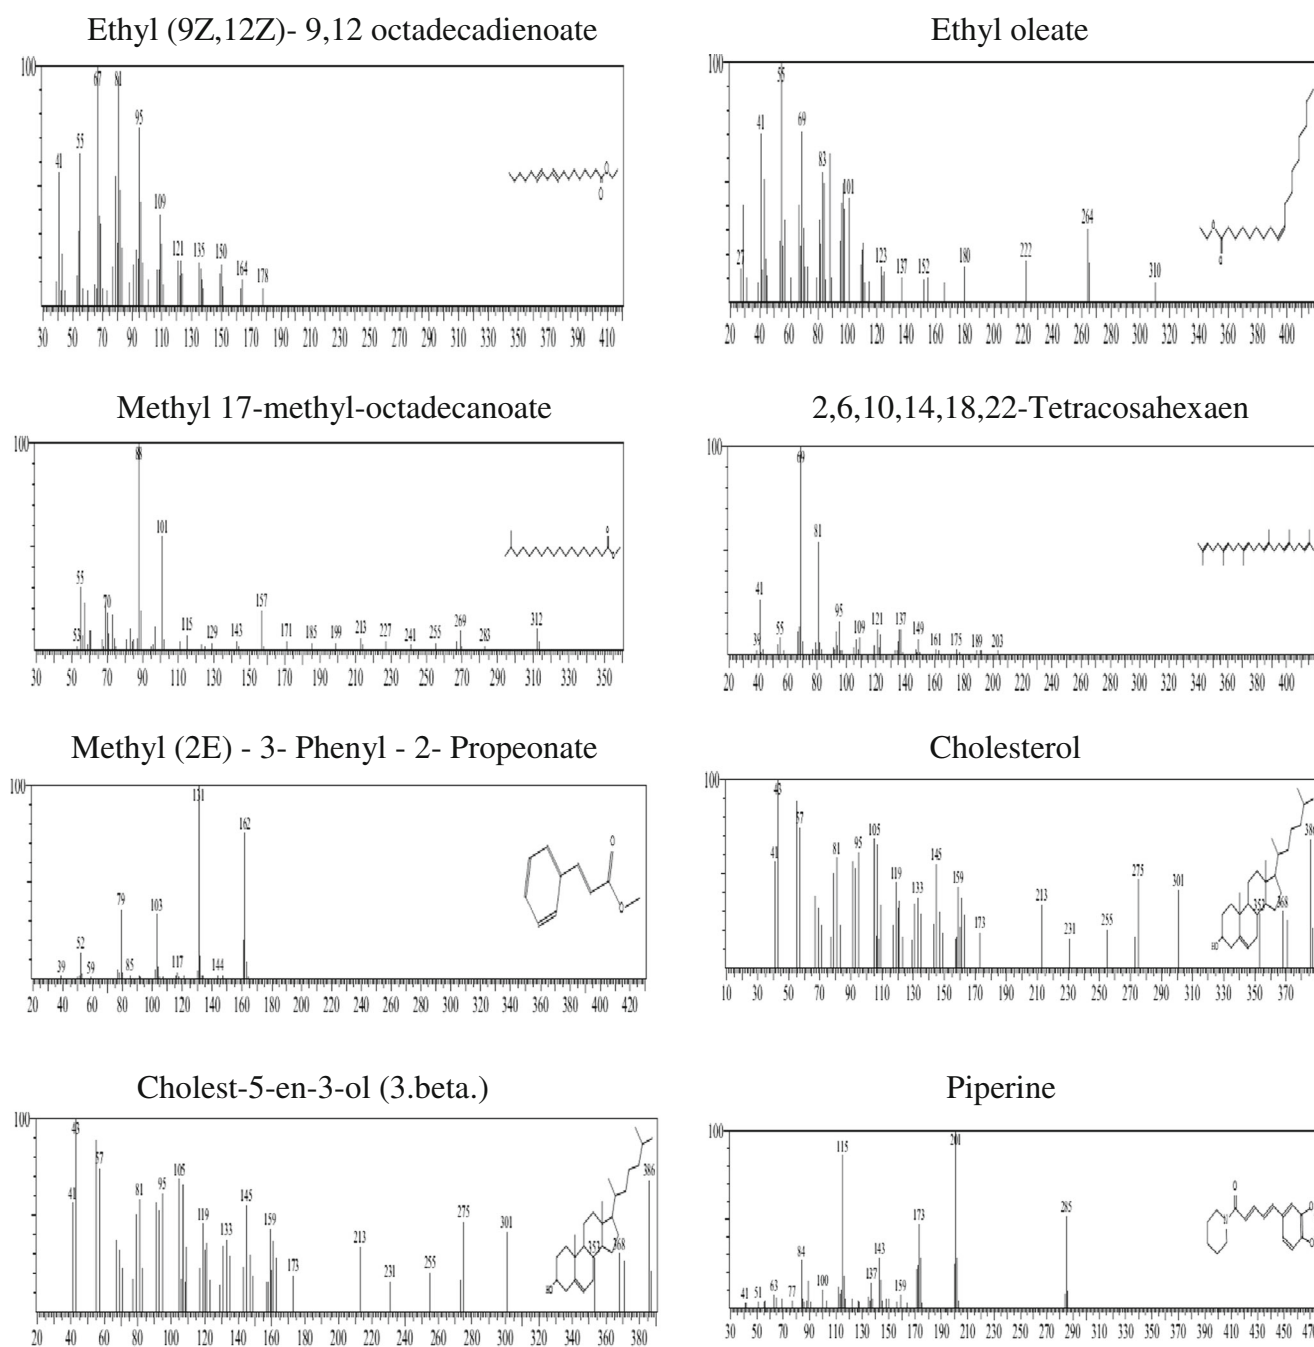 Ethyl (9Z,12Z)- 9,12 octadecadienoate
100
67 81
95
55
41
109
121 135 150
164
178
30 50 70 90 110 130 150 170 190 210 230 250 270 290 310 330 350 370 390 410
Ethyl oleate
100
55
69
41
83
101
264
27 123 137 152 180 222 310
20 40 60 80 100 120 140 160 180 200 220 240 260 280 300 320 340 360 380 400
Methyl 17-methyl-octadecanoate
100
88
101
55
70
53 115 129 143 157 171 185 199 213 227 241 255 269 283 312
30 50 70 90 110 130 150 170 190 210 230 250 270 290 310 330 350
2,6,10,14,18,22-Tetracosahexaen
100
69
81
41
95
39 55 109 121 137 149 161 175 189 203
20 40 60 80 100 120 140 160 180 200 220 240 260 280 300 320 340 360 380 400
Methyl (2E) - 3- Phenyl - 2- Propeonate
100
131
162
79 103
52
39 59 85 117 144
O
O
20 40 60 80 100 120 140 160 180 200 220 240 260 280 300 320 340 360 380 400 420
Cholesterol
100
43
57
41 81 95 105
119 133 145 159
173 213 231 255 275 301 353 368 386
HO
10 30 50 70 90 110 130 150 170 190 210 230 250 270 290 310 330 350 370
Cholest-5-en-3-ol (3.beta.)
100
43
57
41 81 95 105
119 133 145 159
173 213 231 255 275 301 353 368 386
HO
20 40 60 80 100 120 140 160 180 200 220 240 260 280 300 320 340 360 380
Piperine
100
201
115
173
285
84 143
41 51 63 77 100 137 159
O
N
30 50 70 90 110 130 150 170 190 210 230 250 270 290 310 330 350 370 390 410 430 450 470